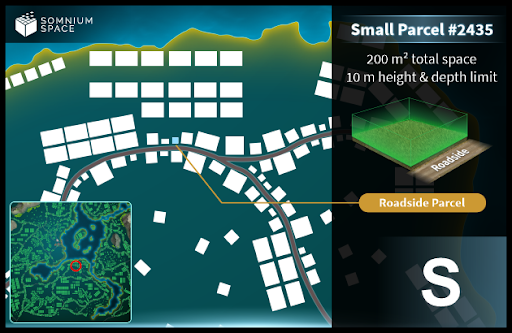 SOMNIUM
SPACE
Small Parcel #2435
200 m² total space
10 m height & depth limit
Roadside
Roadside Parcel
S